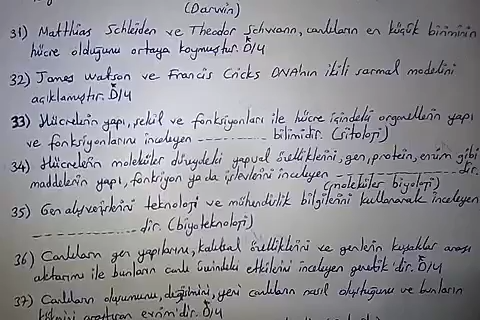 (Darwin)
31) Matthias Schleiden ve Theodor Schwann, canlıların en küçük biriminin
hücre olduğunu ortaya koymuştur. D/Y
32) James Watson ve Francis Cricks DNA'nın ikili sarmal modelini
açıklamıştır. D/Y
33) Hücrelerin yapı, şekil ve fonksiyonları ile hücre içindeki organellerin yapı
ve fonksiyonlarını inceleyen ............ bilimidir. (sitoloji)
34) Hücrelerin moleküler düzeydeki yapısal özelliklerini, gen, protein, enzim gibi
maddelerin yapı, fonksiyon ya da işlevlerini inceleyen ............ dir.
(moleküler biyoloji)
35) Gen alışverişlerini teknoloji ve mühendislik bilgilerini kullanarak inceleyen
............ dir. (biyoteknoloji)
36) Canlıların gen yapılarını, kalıtsal özelliklerini ve genlerin kuşaklar arası
aktarımı ile bunların canlı üzerindeki etkilerini inceleyen genetik'dir. D/Y
37) Canlıların oluşumunu, değişimini, yeni canlıların nasıl oluştuğunu ve bunların
kökenini araştıran evrim'dir. D/Y